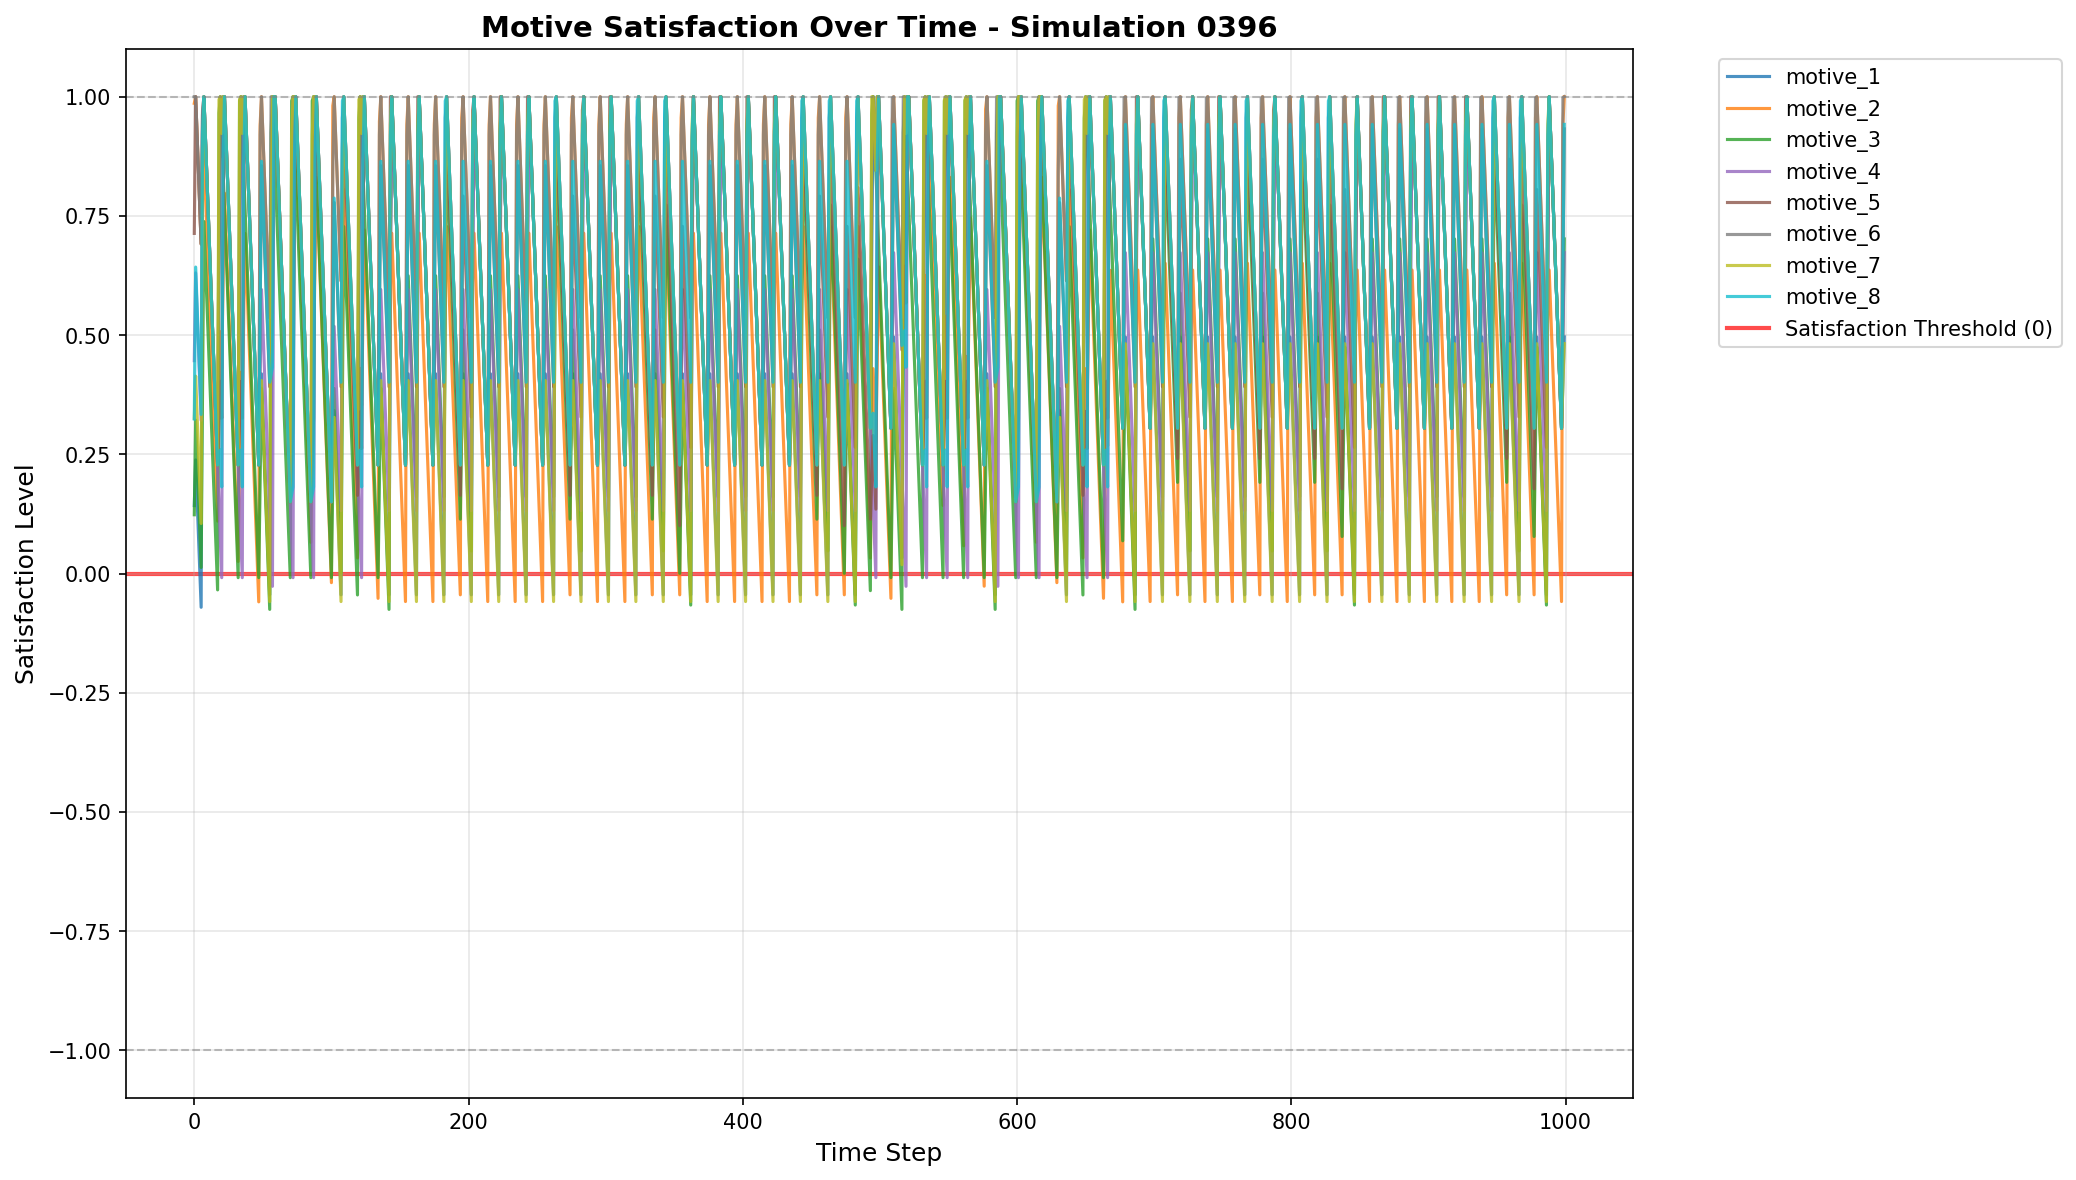 Motive Satisfaction Over Time - Simulation 0396
1.00
0.75
0.50
0.25
0.00
−0.25
−0.50
−0.75
−1.00
Satisfaction Level
0 200 400 600 800 1000
Time Step
motive_1
motive_2
motive_3
motive_4
motive_5
motive_6
motive_7
motive_8
Satisfaction Threshold (0)